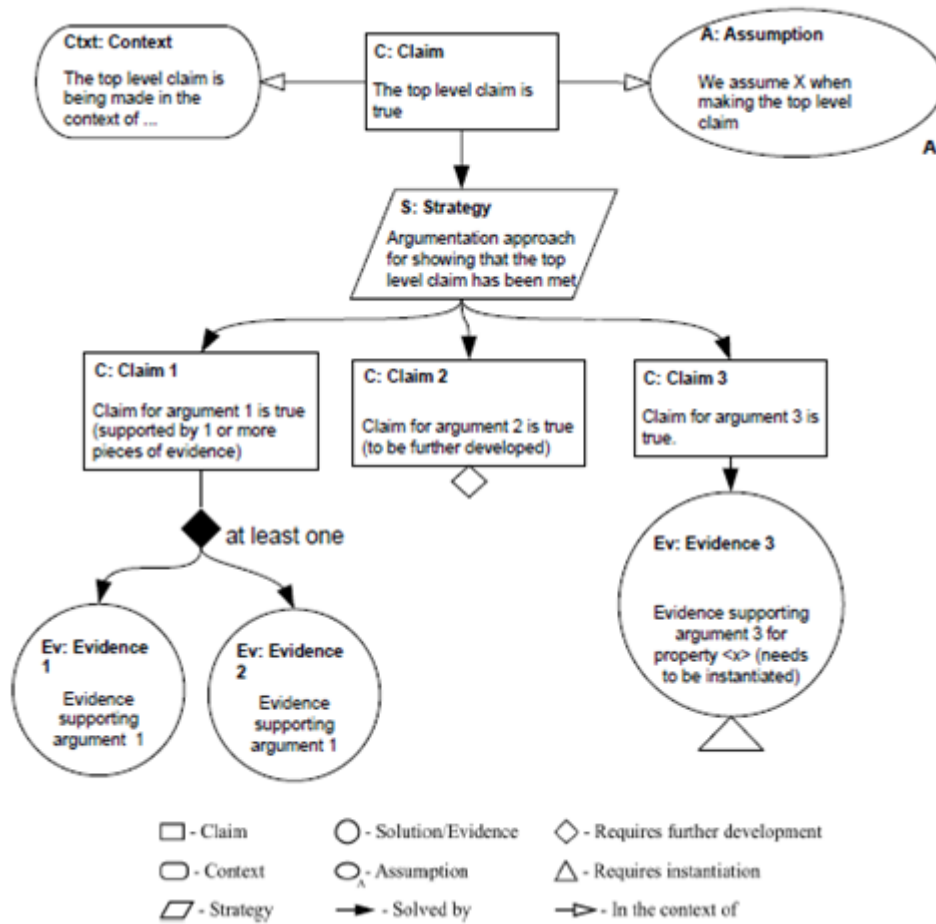 Ctxt: Context
The top level claim is
being made in the
context of ...
C: Claim
The top level claim is
true
A: Assumption
We assume X when
making the top level
claim
A
S: Strategy
Argumentation approach
for showing that the top
level claim has been met
C: Claim 1
Claim for argument 1 is true
(supported by 1 or more
pieces of evidence)
C: Claim 2
Claim for argument 2 is true
(to be further developed)
C: Claim 3
Claim for argument 3 is
true.
at least one
Ev: Evidence
1
Evidence
supporting
argument 1
Ev: Evidence
2
Evidence
supporting
argument 1
Ev: Evidence 3
Evidence supporting
argument 3 for
property <x> (needs
to be instantiated)
- Claim
- Solution/Evidence
- Requires further development
- Context
A
- Assumption
- Requires instantiation
- Strategy
- Solved by
- In the context of